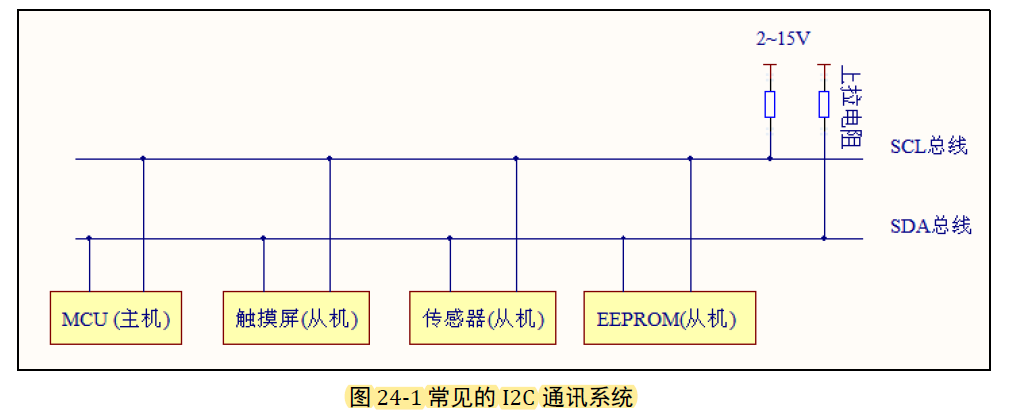 2~15V
上拉电阻
SCL总线
SDA总线
MCU (主机)
触摸屏(从机)
传感器(从机)
EEPROM(从机)
图 24-1 常见的 I2C 通讯系统